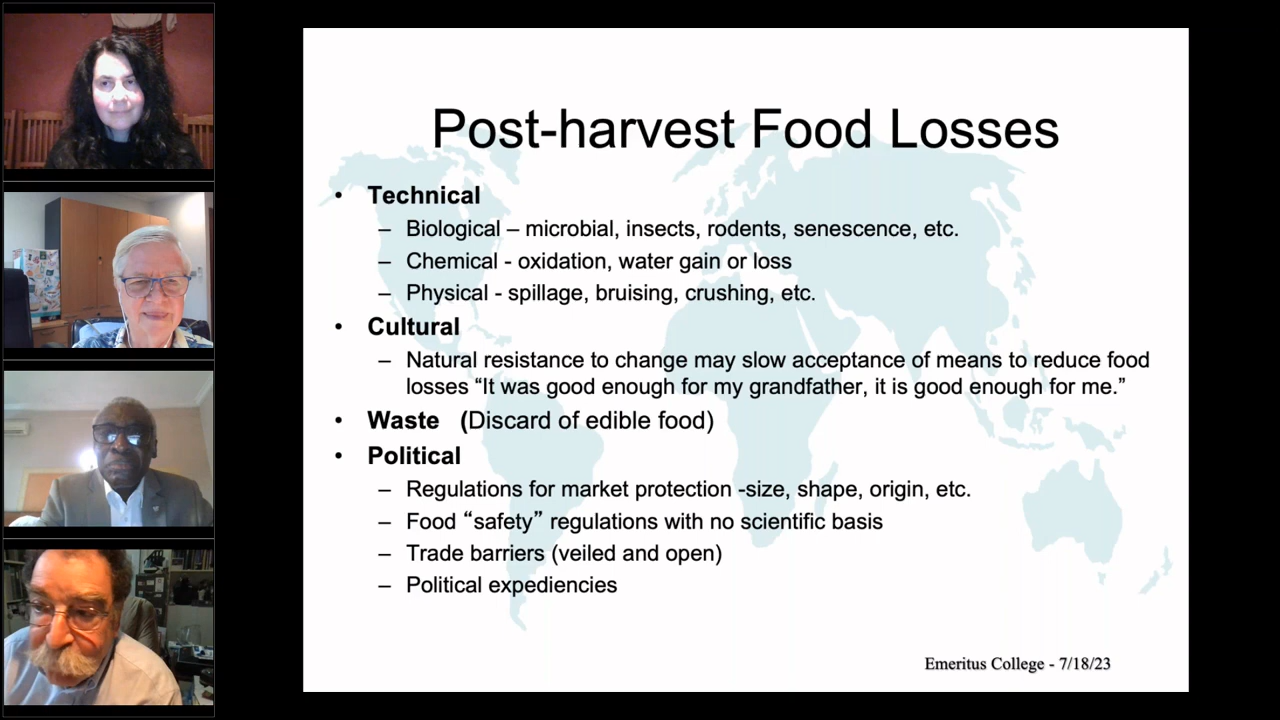 Post-harvest Food Losses
• Technical
– Biological – microbial, insects, rodents, senescence, etc.
– Chemical - oxidation, water gain or loss
– Physical - spillage, bruising, crushing, etc.
• Cultural
– Natural resistance to change may slow acceptance of means to reduce food
losses “It was good enough for my grandfather, it is good enough for me.”
• Waste (Discard of edible food)
• Political
– Regulations for market protection -size, shape, origin, etc.
– Food “safety” regulations with no scientific basis
– Trade barriers (veiled and open)
– Political expediencies
Emeritus College - 7/18/23